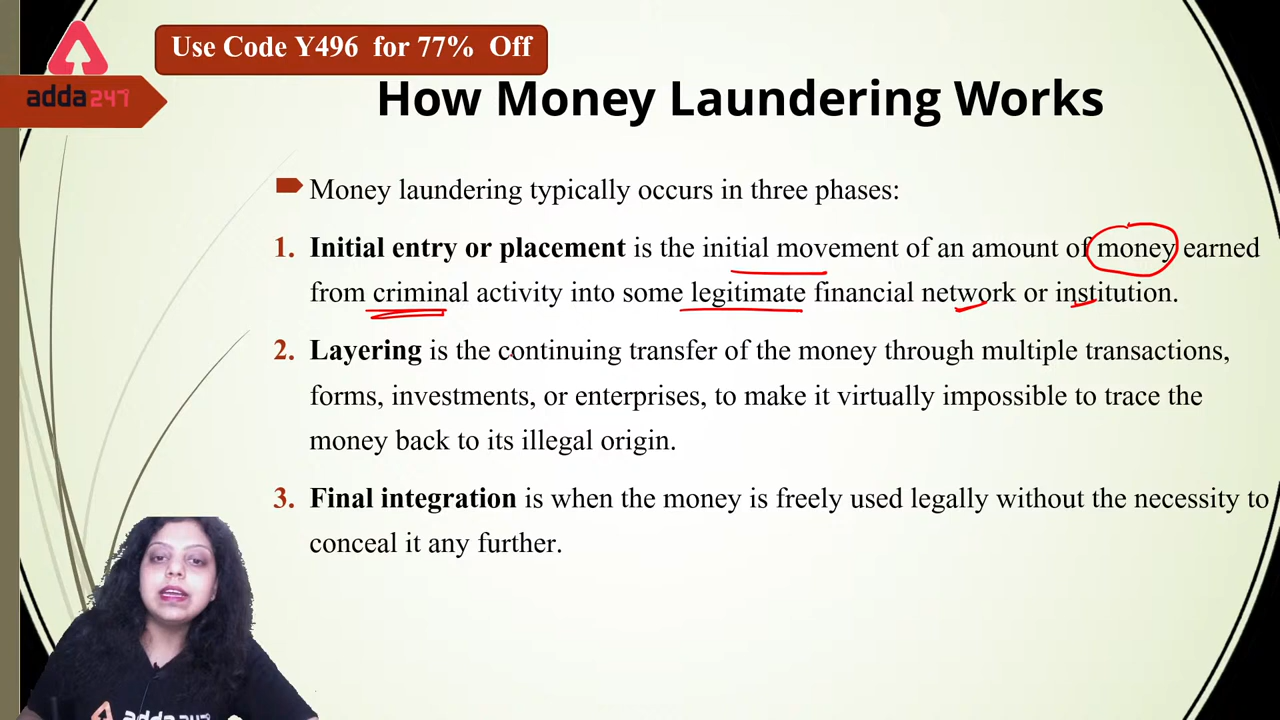 Use Code Y496 for 77% Off
adda247
How Money Laundering Works
Money laundering typically occurs in three phases:
1. Initial entry or placement is the initial movement of an amount of money earned
from criminal activity into some legitimate financial network or institution.
2. Layering is the continuing transfer of the money through multiple transactions,
forms, investments, or enterprises, to make it virtually impossible to trace the
money back to its illegal origin.
3. Final integration is when the money is freely used legally without the necessity to
conceal it any further.
adda247